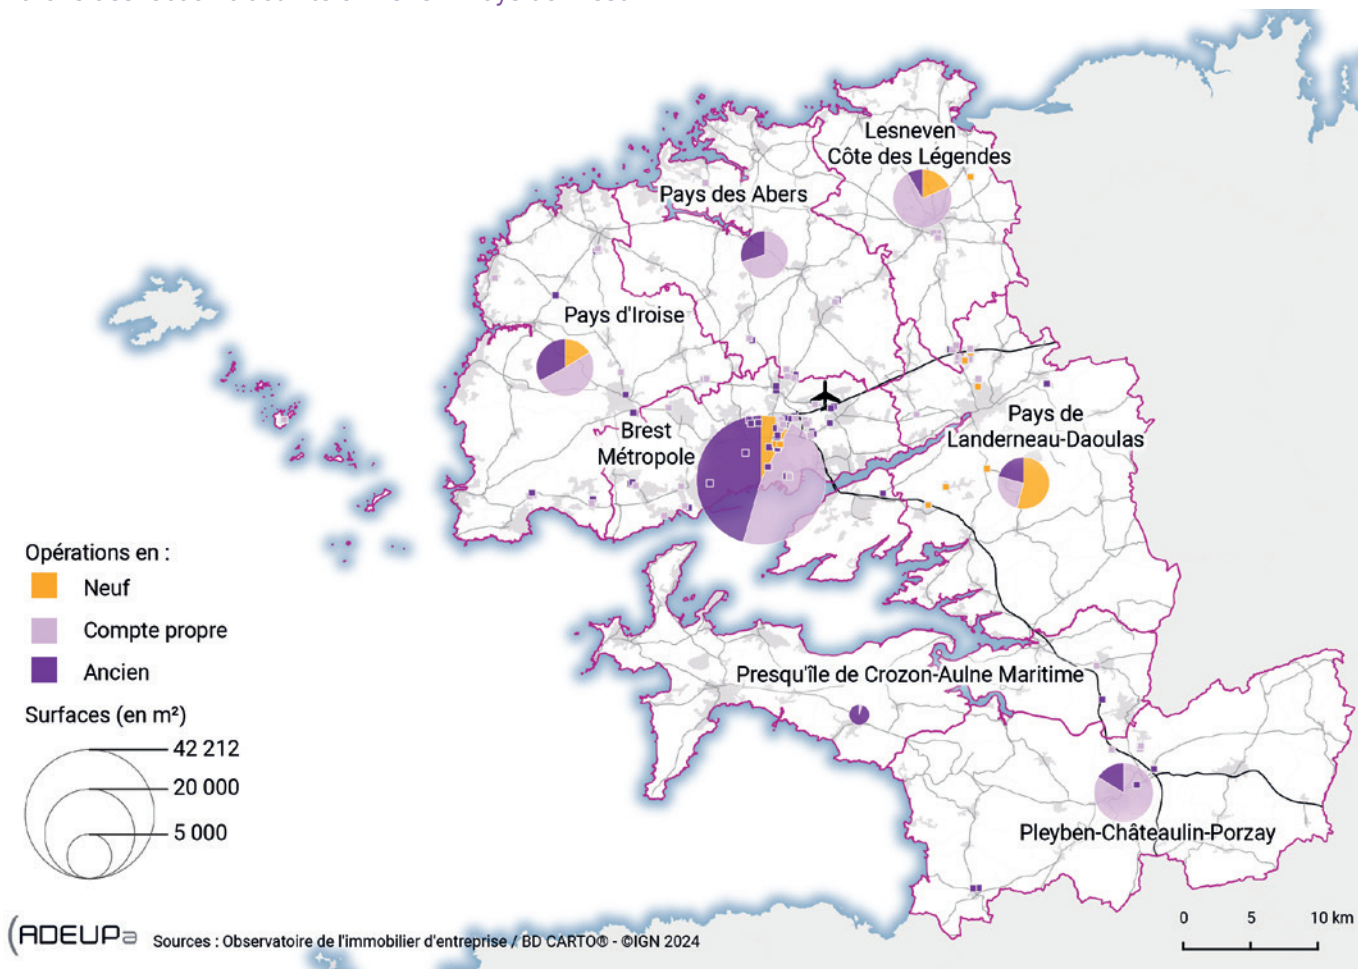 Lesneven
Côte des Légendes
Pays des Abers
Pays d'Iroise
Brest
Métropole
Pays de
Landerneau-Daoulas
Presqu'île de Crozon-Aulne Maritime
Pleyben-Châteaulin-Porzay
Opérations en :
Neuf
Compte propre
Ancien
Surfaces (en m²)
42 212
20 000
5 000
ADEUPa
Sources : Observatoire de l'immobilier d'entreprise / BD CARTO® - ©IGN 2024
0 5 10 km